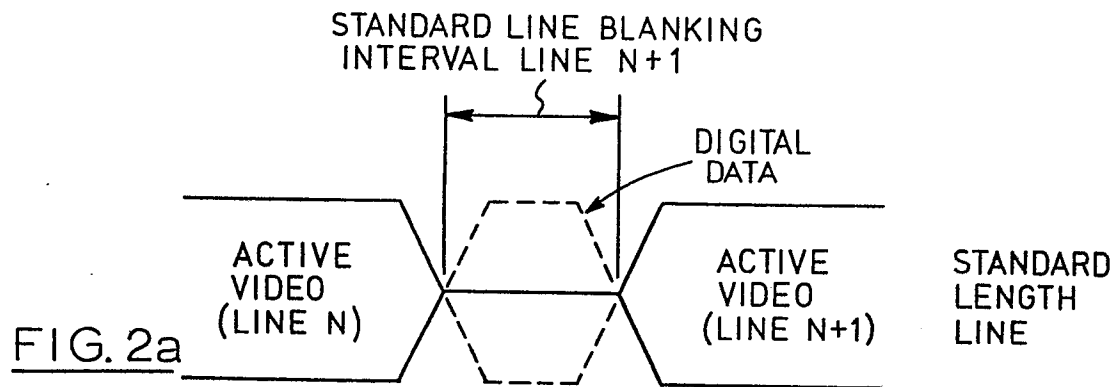 STANDARD LINE BLANKING
INTERVAL LINE N+1
DIGITAL
DATA
ACTIVE
VIDEO
(LINE N)
ACTIVE
VIDEO
(LINE N+1)
STANDARD
LENGTH
LINE
FIG. 2a